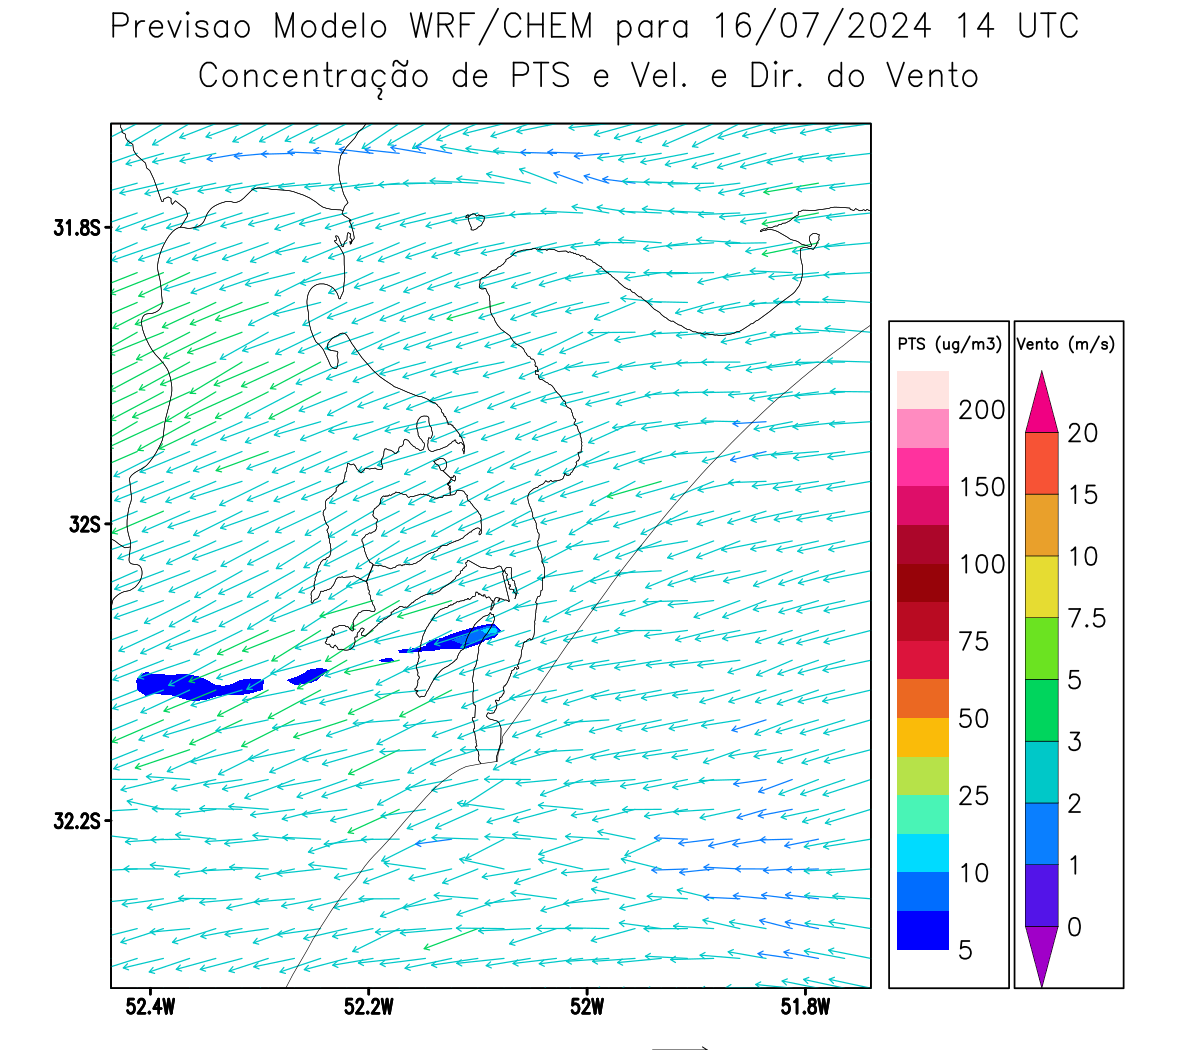 Previsao Modelo WRF/CHEM para 16/07/2024 14 UTC
Concentração de PTS e Vel. e Dir. do Vento
31.8S
32S
32.2S
52.4W
52.2W
52W
51.8W
PTS (ug/m3)
200
150
100
75
50
25
10
5
Vento (m/s)
20
15
10
7.5
5
3
2
1
0